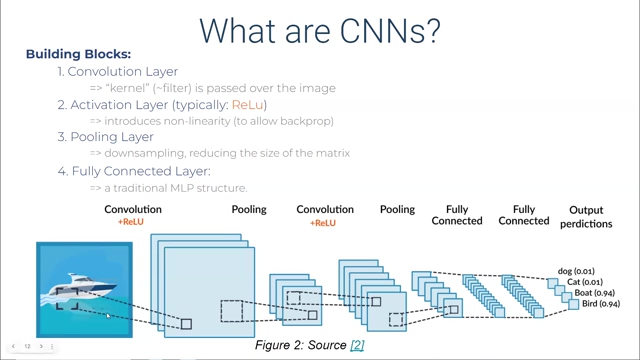 What are CNNs?
Building Blocks:
1. Convolution Layer
=> “kernel” (~filter) is passed over the image
2. Activation Layer (typically: ReLu)
=> introduces non-linearity (to allow backprop)
3. Pooling Layer
=> downsampling, reducing the size of the matrix
4. Fully Connected Layer:
=> a traditional MLP structure.
Convolution
+ReLU
Pooling
Convolution
+ReLU
Pooling
Fully
Connected
Fully
Connected
Output
perdictions
dog (0.01)
Cat (0.01)
Boat (0.94)
Bird (0.94)
Figure 2: Source [2]
12